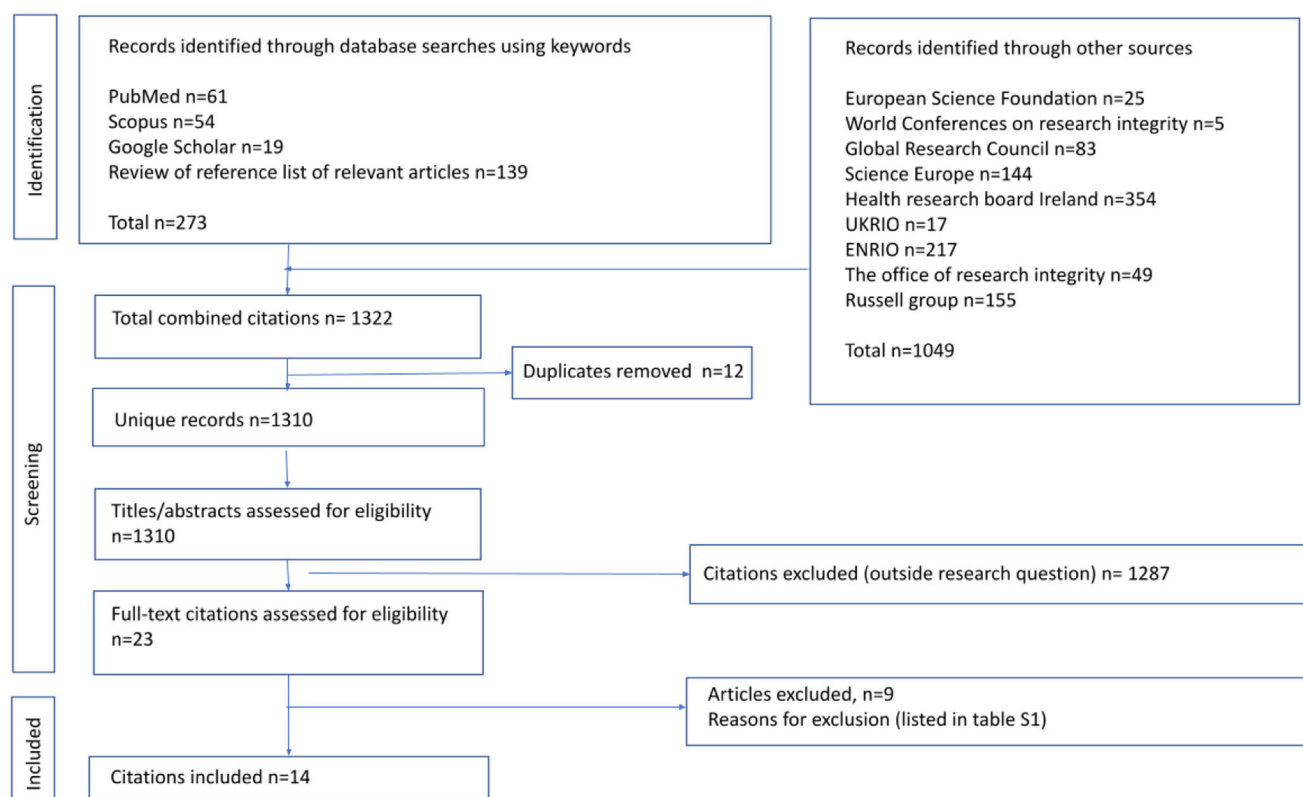 Identification
Records identified through database searches using keywords
PubMed n=61
Scopus n=54
Google Scholar n=19
Review of reference list of relevant articles n=139
Total n=273
Records identified through other sources
European Science Foundation n=25
World Conferences on research integrity n=5
Global Research Council n=83
Science Europe n=144
Health research board Ireland n=354
UKRIO n=17
ENRIO n=217
The office of research integrity n=49
Russell group n=155
Total n=1049
Screening
Total combined citations n= 1322
Duplicates removed n=12
Unique records n=1310
Titles/abstracts assessed for eligibility
n=1310
Citations excluded (outside research question) n= 1287
Full-text citations assessed for eligibility
n=23
Articles excluded, n=9
Reasons for exclusion (listed in table S1)
Included
Citations included n=14